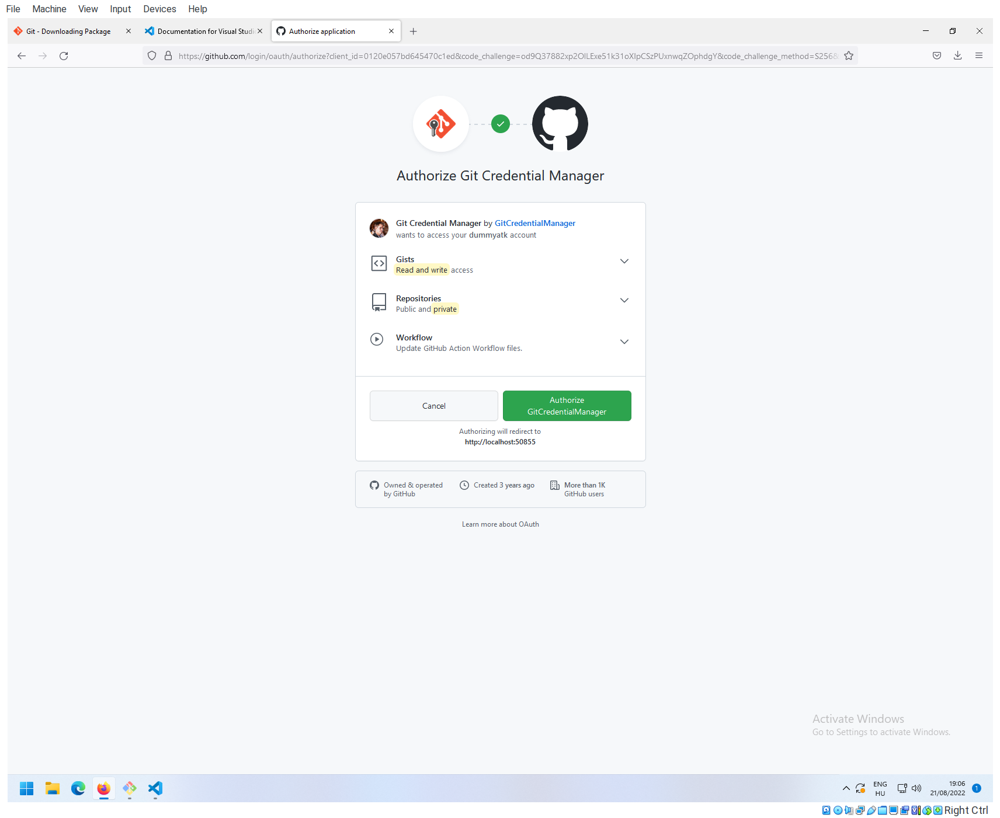 File Machine View Input Devices Help
Git - Downloading Package
Documentation for Visual Studi
Authorize application
https://github.com/login/oauth/authorize?client_id=0120e057bd645470c1ed&code_challenge=od9Q37882xp2OlLExe51k31oXIpCSzPUxnwqZOphdgY&code_challenge_method=S256&
Authorize Git Credential Manager
Git Credential Manager by GitCredentialManager
wants to access your dummyatk account
Gists
Read and write access
Repositories
Public and private
Workflow
Update GitHub Action Workflow files.
Cancel
Authorize
GitCredentialManager
Authorizing will redirect to
http://localhost:50855
Owned & operated
by GitHub
Created 3 years ago
More than 1K
GitHub users
Learn more about OAuth
Activate Windows
Go to Settings to activate Windows.
ENG
HU
19:06
21/08/2022
1
Right Ctrl